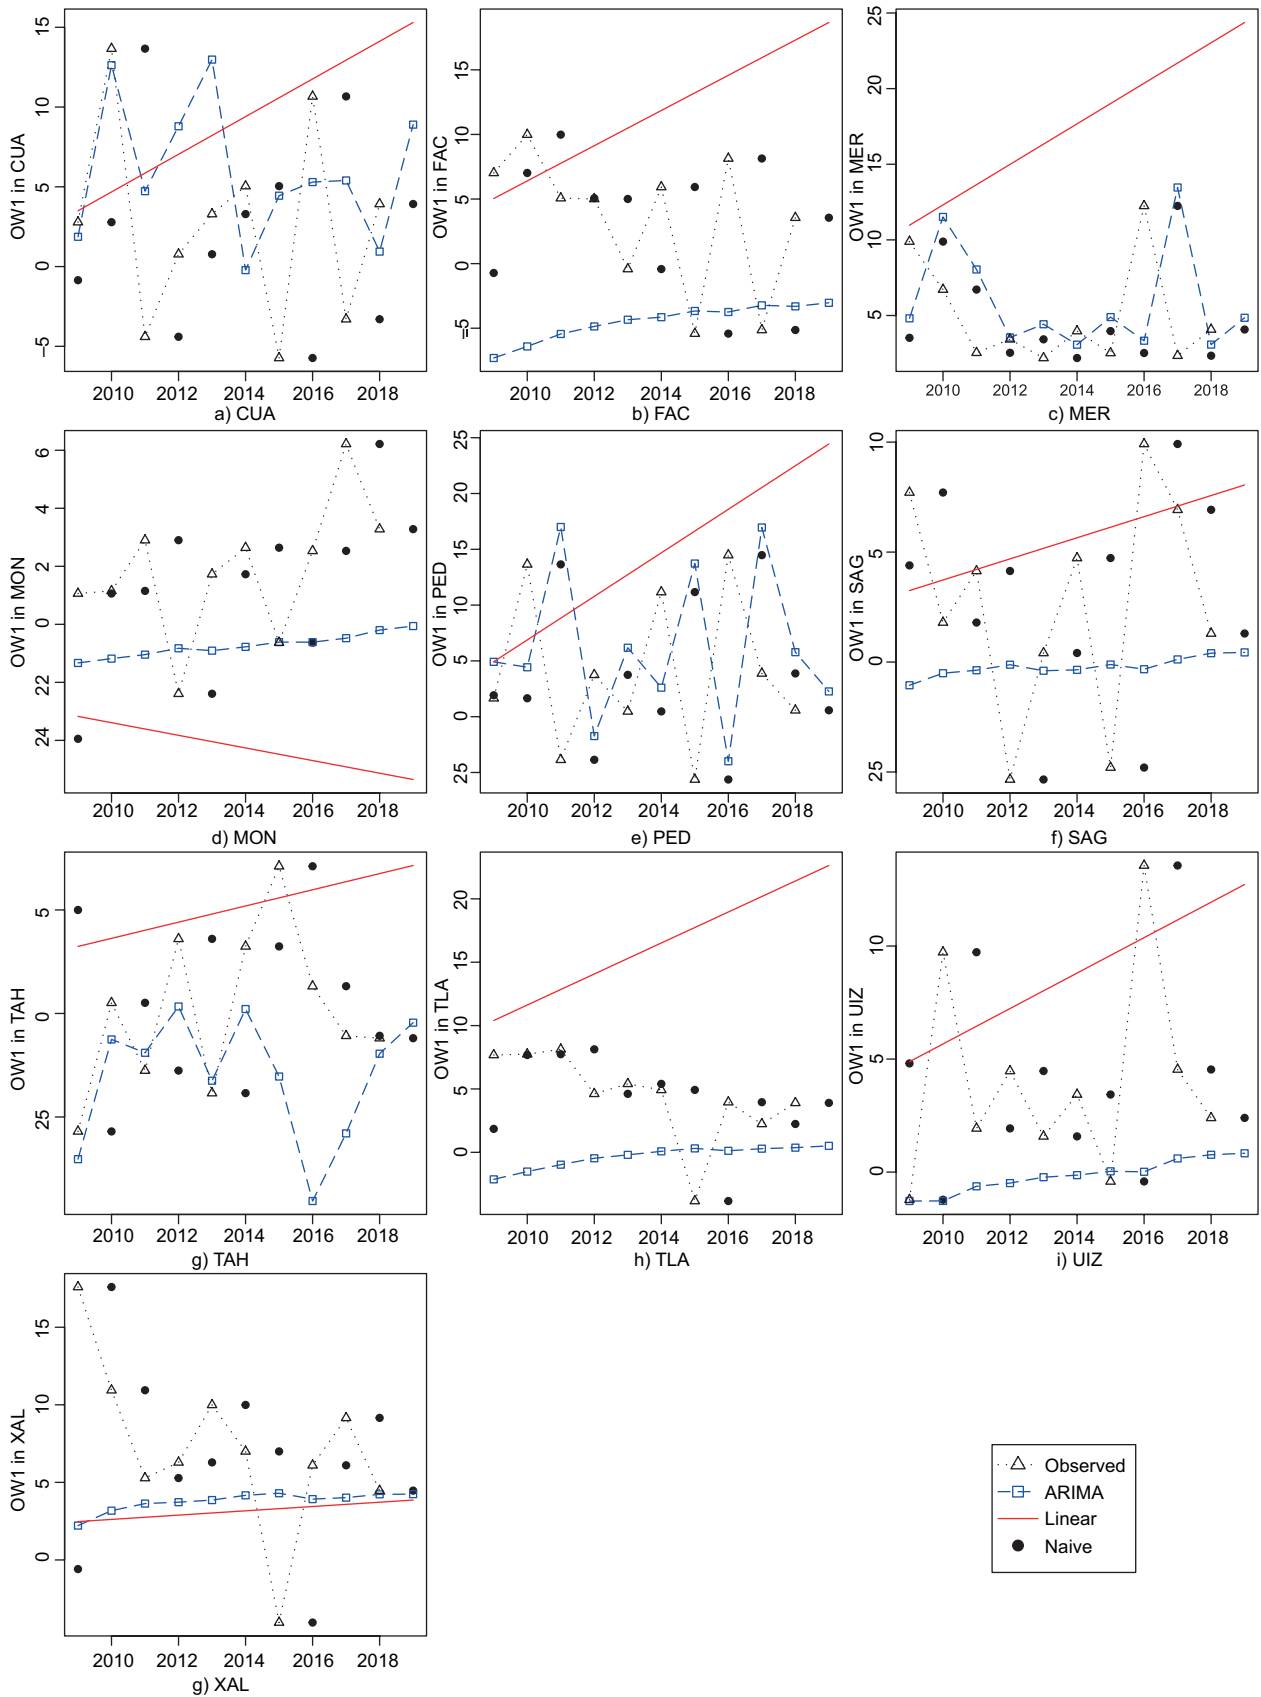 15
10
5
0
−5
OW1 in CUA
2010 2012 2014 2016 2018
a) CUA
15
10
5
0
−5
OW1 in FAC
2010 2012 2014 2016 2018
b) FAC
25
20
15
10
5
OW1 in MER
2010 2012 2014 2016 2018
c) MER
6
4
2
0
22
24
OW1 in MON
2010 2012 2014 2016 2018
d) MON
25
20
15
10
5
0
25
OW1 in PED
2010 2012 2014 2016 2018
e) PED
10
5
0
25
OW1 in SAG
2010 2012 2014 2016 2018
f) SAG
5
0
25
OW1 in TAH
2010 2012 2014 2016 2018
g) TAH
20
15
10
5
0
OW1 in TLA
2010 2012 2014 2016 2018
h) TLA
10
5
0
OW1 in UIZ
2010 2012 2014 2016 2018
i) UIZ
15
10
5
0
OW1 in XAL
2010 2012 2014 2016 2018
g) XAL
Observed
ARIMA
Linear
Naive